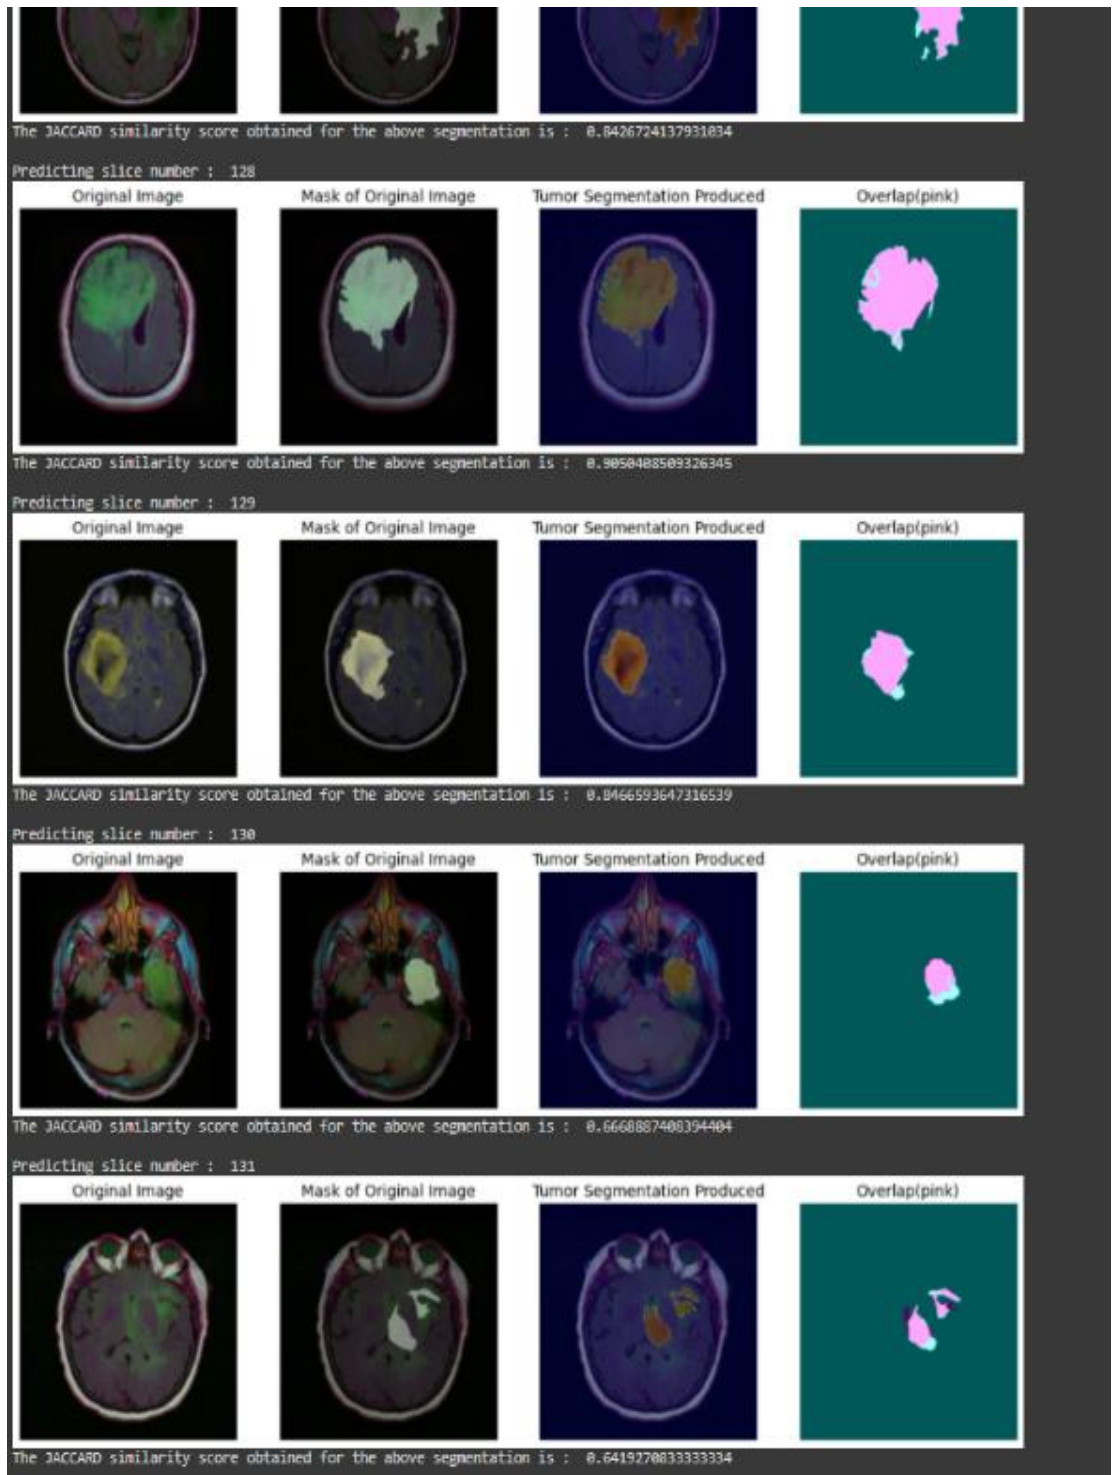 The JACCARD similarity score obtained for the above segmentation is :  0.8426724137931034
Predicting slice number :  128
Original Image Mask of Original Image Tumor Segmentation Produced Overlap(pink)
The JACCARD similarity score obtained for the above segmentation is :  0.9050408509326345
Predicting slice number :  129
Original Image Mask of Original Image Tumor Segmentation Produced Overlap(pink)
The JACCARD similarity score obtained for the above segmentation is :  0.8466593647316539
Predicting slice number :  130
Original Image Mask of Original Image Tumor Segmentation Produced Overlap(pink)
The JACCARD similarity score obtained for the above segmentation is :  0.6668887408394404
Predicting slice number :  131
Original Image Mask of Original Image Tumor Segmentation Produced Overlap(pink)
The JACCARD similarity score obtained for the above segmentation is :  0.6419270833333334